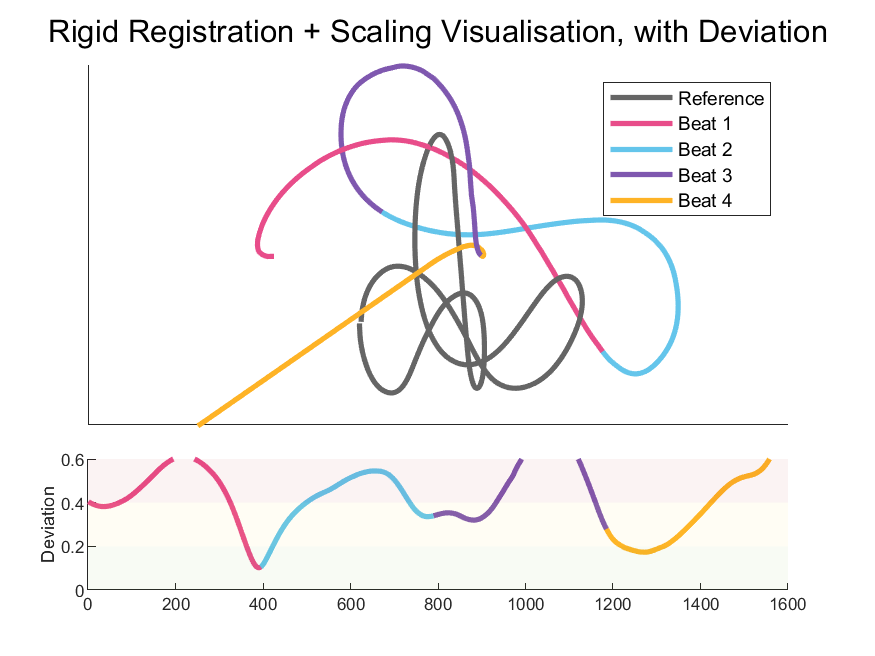 Rigid Registration + Scaling Visualisation, with Deviation
Reference
Beat 1
Beat 2
Beat 3
Beat 4
Deviation
0.6
0.4
0.2
0
0 200 400 600 800 1000 1200 1400 1600